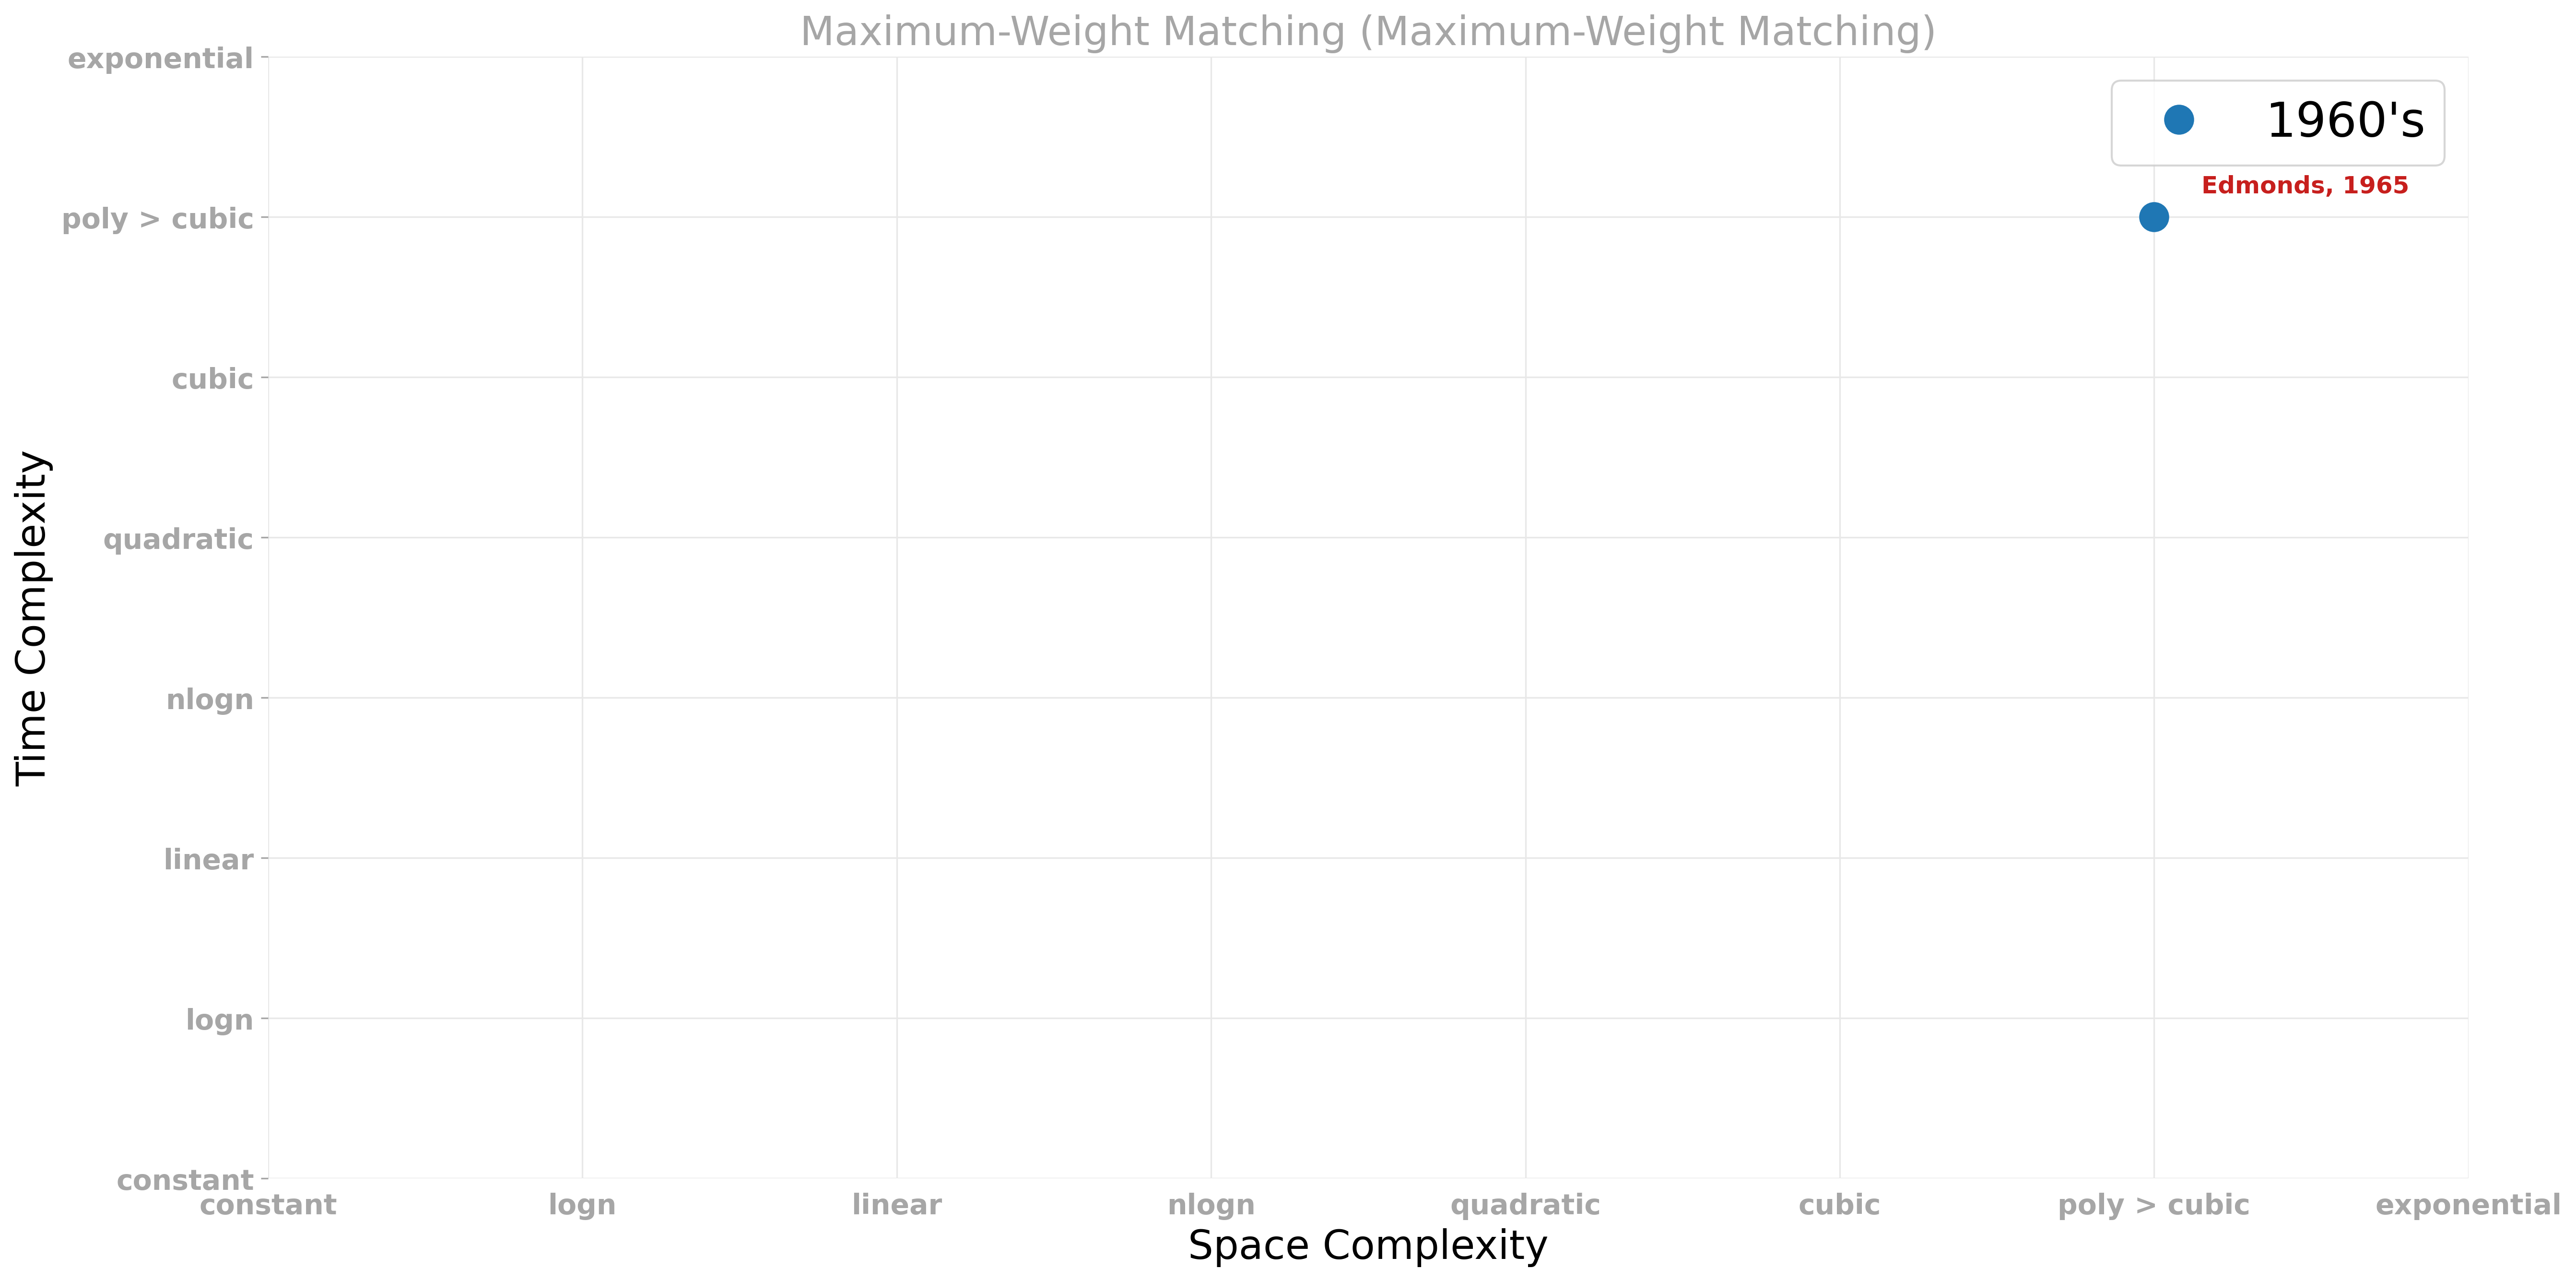 Maximum-Weight Matching (Maximum-Weight Matching)
exponential
poly > cubic
cubic
quadratic
nlogn
linear
logn
constant
Time Complexity
1960's
Edmonds, 1965
constant
logn
linear
nlogn
quadratic
cubic
poly > cubic
exponential
Space Complexity